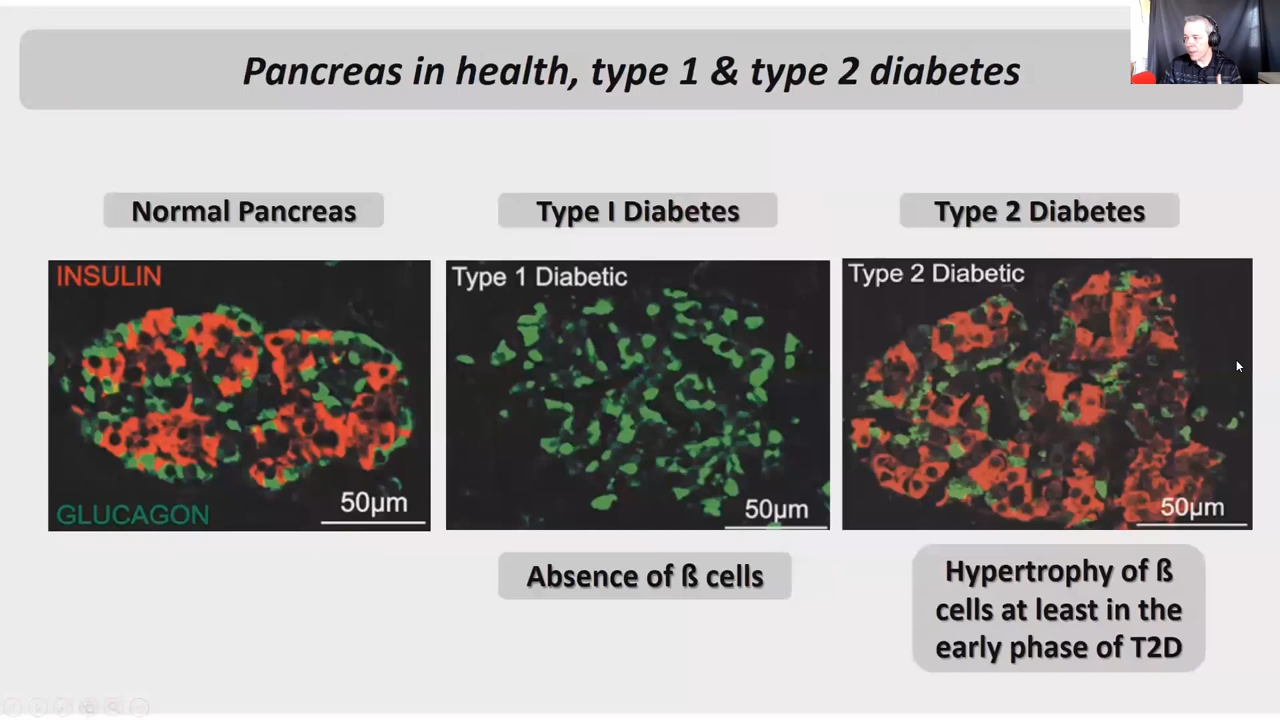 Pancreas in health, type 1 & type 2 diabetes
Normal Pancreas
Type I Diabetes
Type 2 Diabetes
INSULIN
GLUCAGON
50µm
Type 1 Diabetic
50µm
Type 2 Diabetic
50µm
Absence of ß cells
Hypertrophy of ß
cells at least in the
early phase of T2D